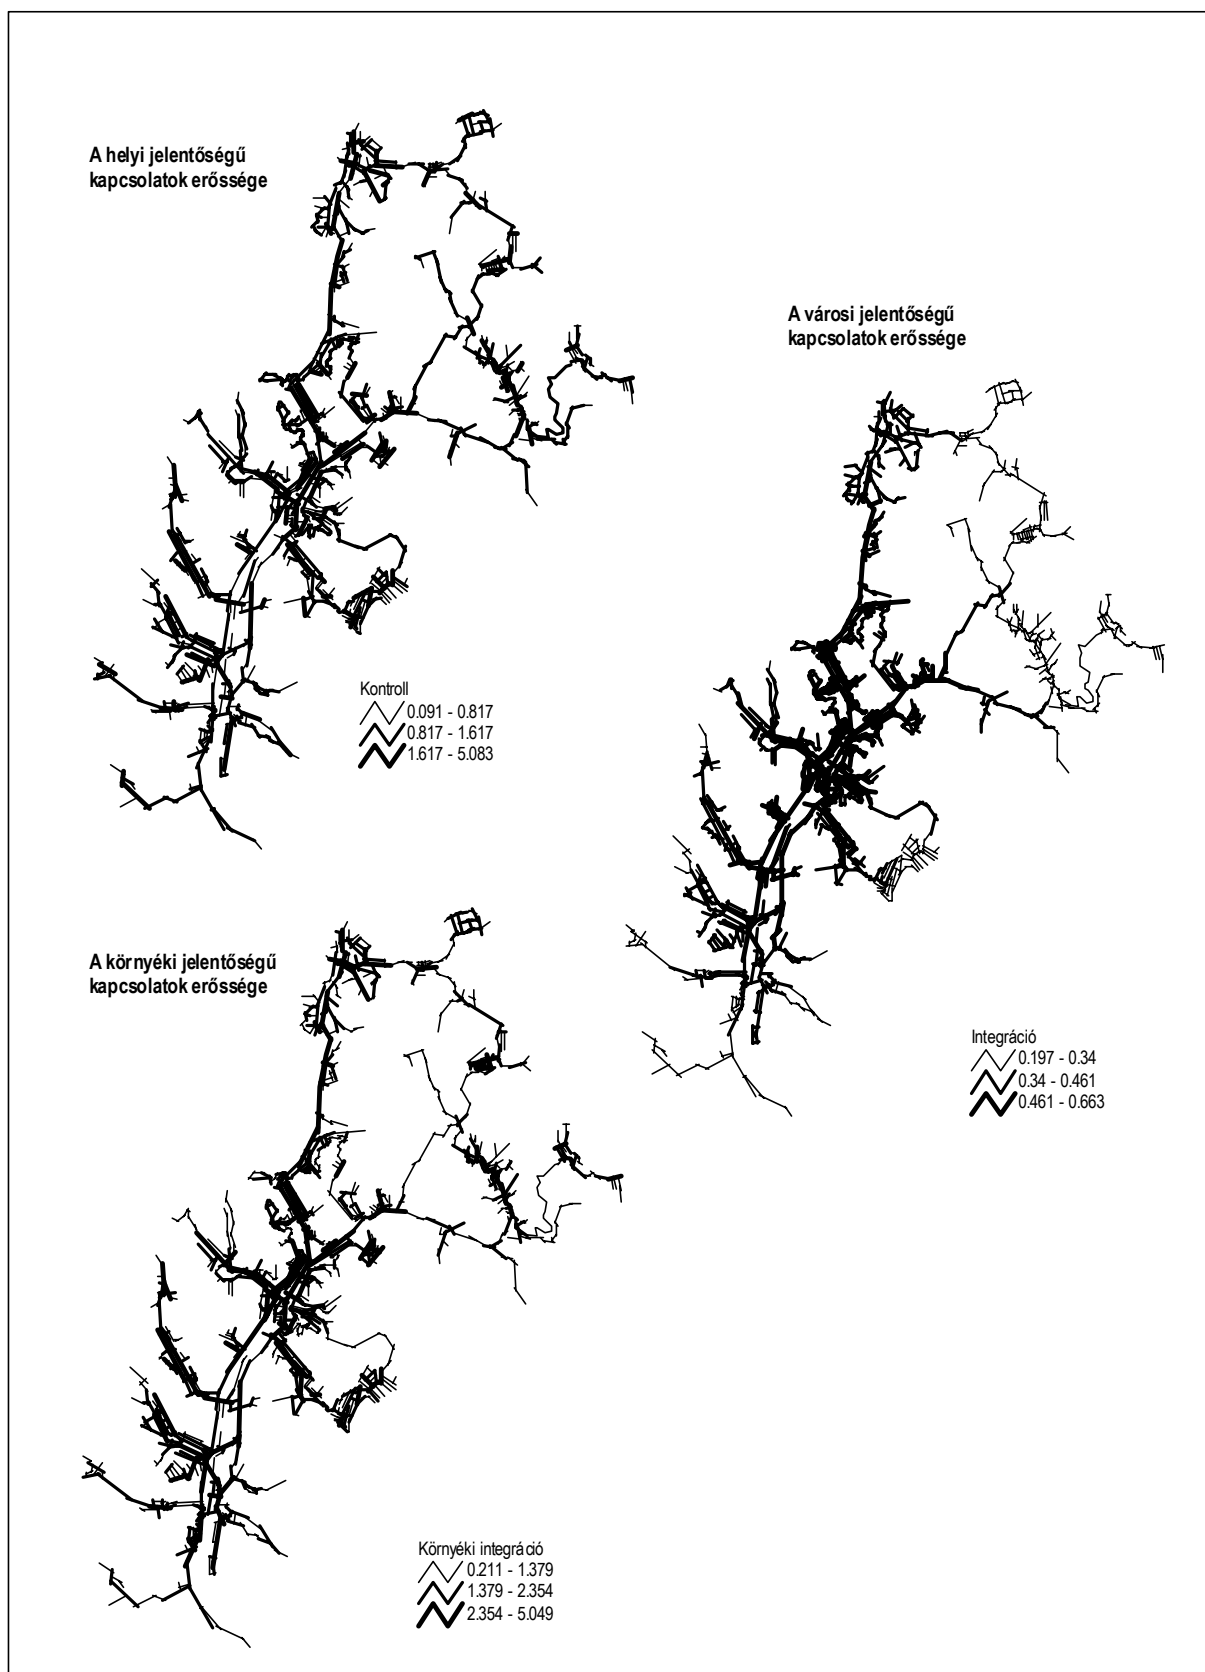 A helyi jelentőségű
kapcsolatok erőssége
A városi jelentőségű
kapcsolatok erőssége
Kontroll
0.091 - 0.817
0.817 - 1.617
1.617 - 5.083
A környéki jelentőségű
kapcsolatok erőssége
Integráció
0.197 - 0.34
0.34 - 0.461
0.461 - 0.663
Környéki integráció
0.211 - 1.379
1.379 - 2.354
2.354 - 5.049